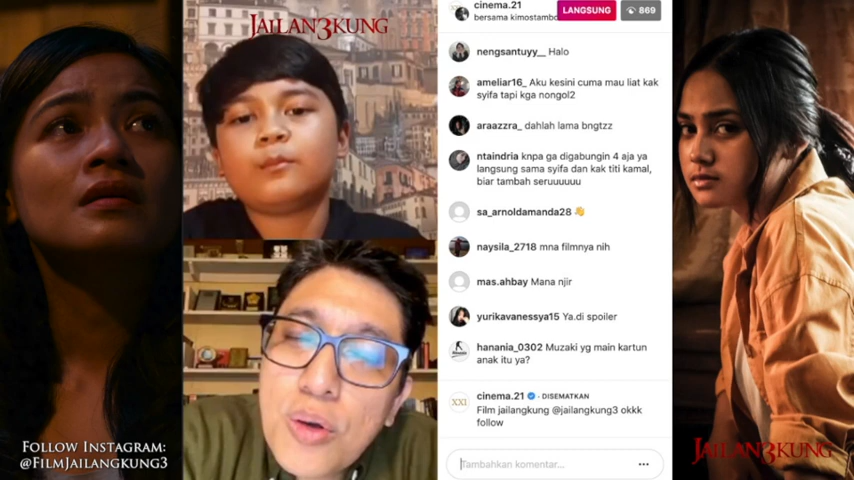 JAILAN3KUNG
cinema.21
bersama kimostambo
LANGSUNG
869
nengsantuyy__ Halo
ameliar16_ Aku kesini cuma mau liat kak
syifa tapi kga nongol2
araazzra_ dahlah lama bngtzz
ntaindria knpa ga digabungin 4 aja ya
langsung sama syifa dan kak titi kamal,
biar tambah seruuuuuu
sa_arnoldamanda28 👏
naysila_2718 mna filmnya nih
mas.ahbay Mana njir
yurikavanessya15 Ya.di spoiler
hanania_0302 Muzaki yg main kartun
anak itu ya?
XXI
cinema.21 · DISEMATKAN
Film jailangkung @jailangkung3 okkk
follow
Tambahkan komentar...
FOLLOW INSTAGRAM:
@FILMJAILANGKUNG3
JAILAN3KUNG